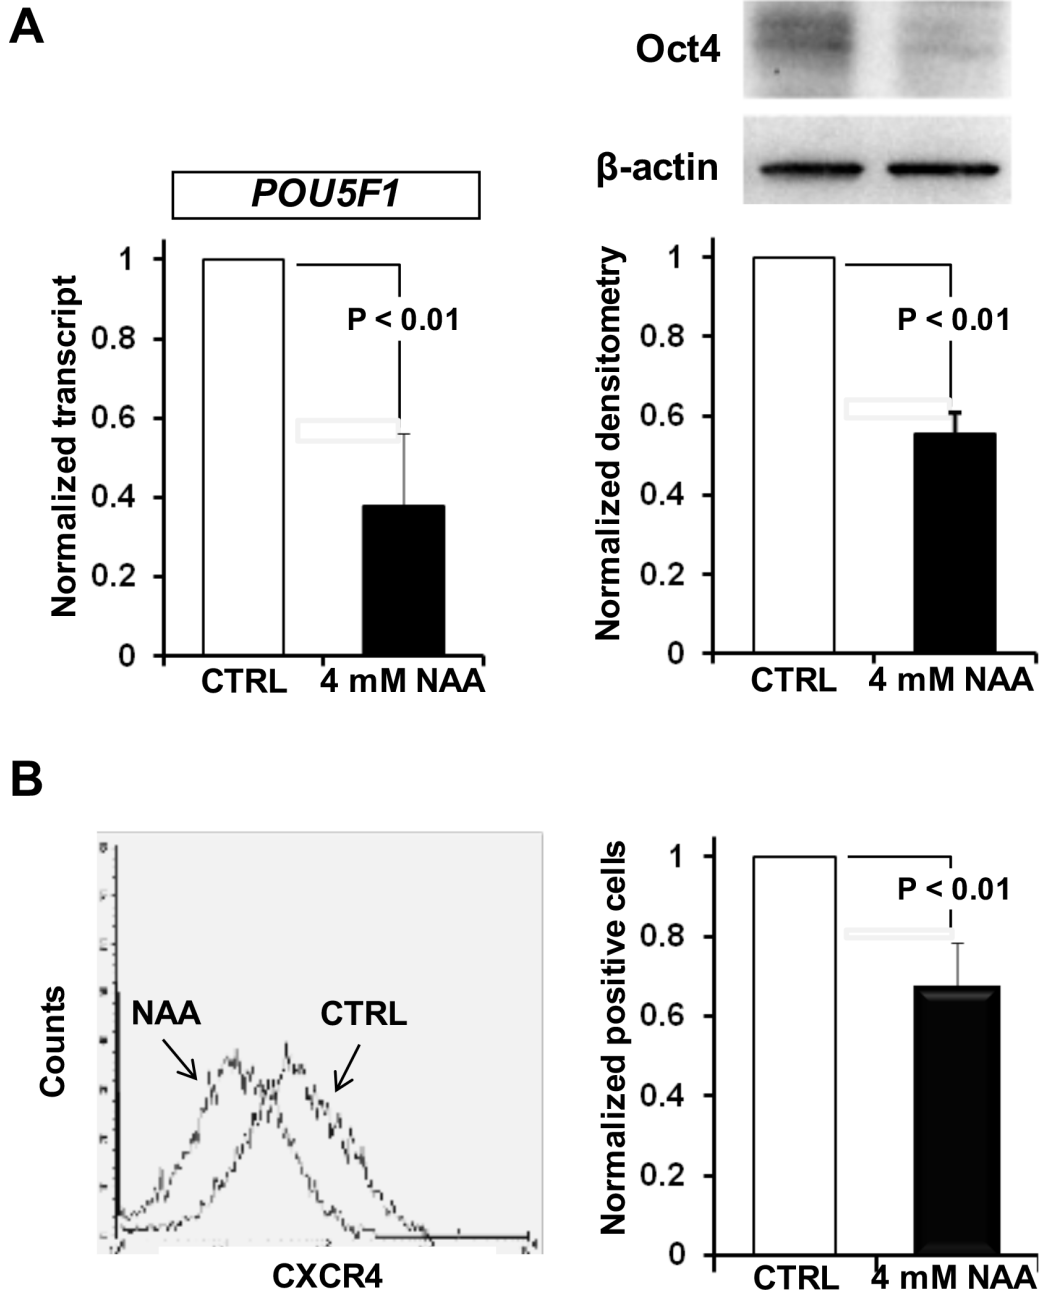 A
Oct4
β-actin
POU5F1
Normalized transcript
1
0.8
0.6
0.4
0.2
0
P < 0.01
CTRL 4 mM NAA
Normalized densitometry
1
0.8
0.6
0.4
0.2
0
P < 0.01
CTRL 4 mM NAA
B
Counts
NAA
CTRL
CXCR4
Normalized positive cells
1
0.8
0.6
0.4
0.2
0
P < 0.01
CTRL 4 mM NAA